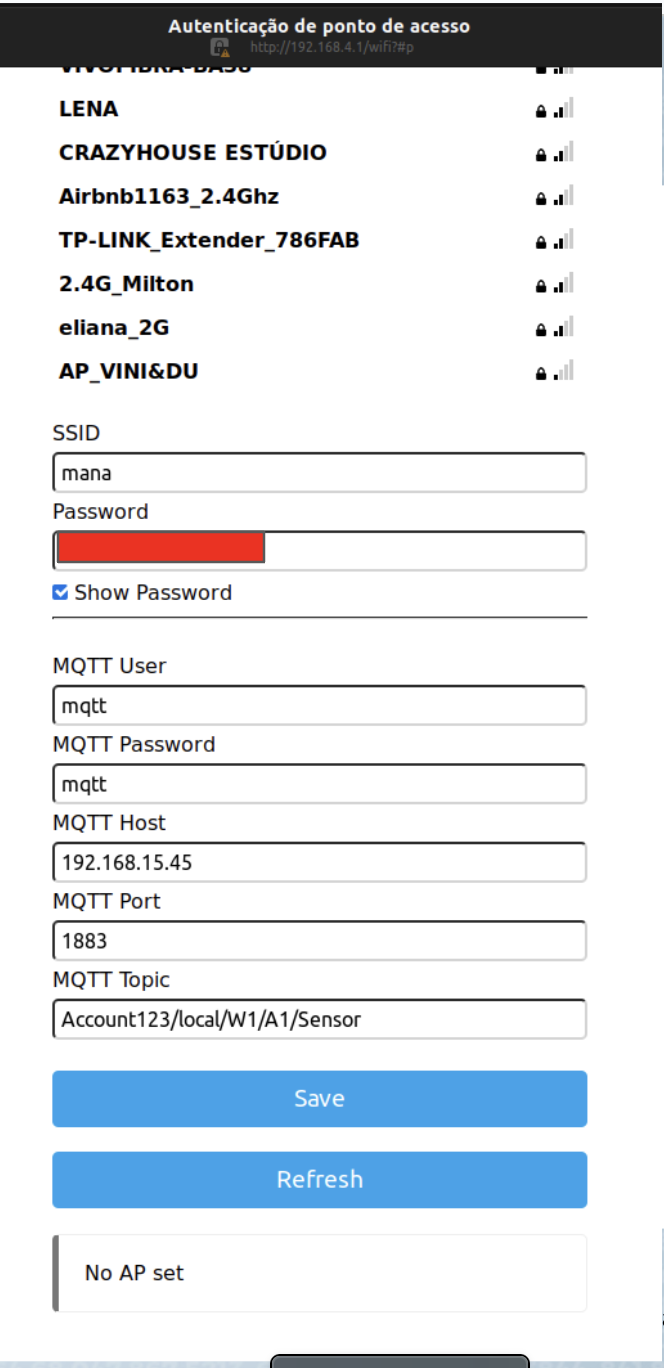 Autenticação de ponto de acesso
http://192.168.4.1/wifi?#p
LENA
CRAZYHOUSE ESTÚDIO
Airbnb1163_2.4Ghz
TP-LINK_Extender_786FAB
2.4G_Milton
eliana_2G
AP_VINI&DU
SSID
mana
Password
Show Password
MQTT User
mqtt
MQTT Password
mqtt
MQTT Host
192.168.15.45
MQTT Port
1883
MQTT Topic
Account123/local/W1/A1/Sensor
Save
Refresh
No AP set